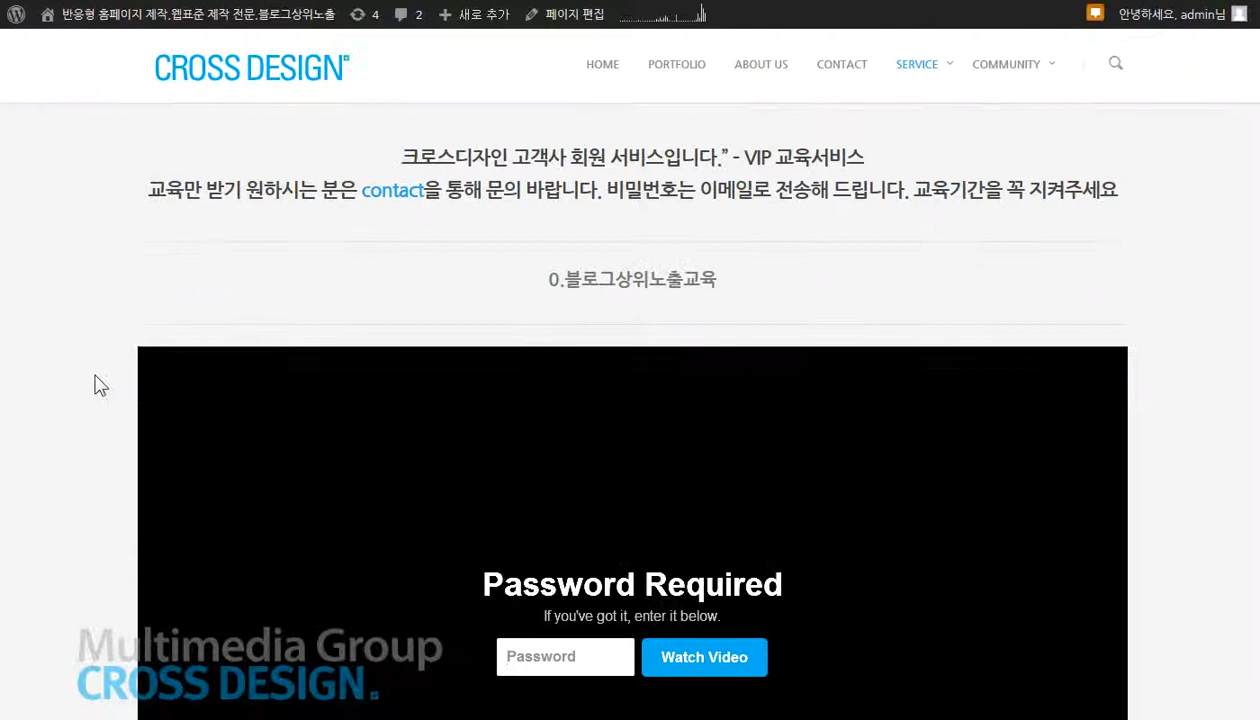 반응형 홈페이지 제작,웹표준 제작 전문,블로그상위노출 4 2 새로 추가 페이지 편집 안녕하세요, admin님
CROSS DESIGN
HOME PORTFOLIO ABOUT US CONTACT SERVICE COMMUNITY
크로스디자인 고객사 회원 서비스입니다.” - VIP 교육서비스
교육만 받기 원하시는 분은 contact을 통해 문의 바랍니다. 비밀번호는 이메일로 전송해 드립니다. 교육기간을 꼭 지켜주세요
0.블로그상위노출교육
Password Required
If you've got it, enter it below.
Password Watch Video
Multimedia Group
CROSS DESIGN.